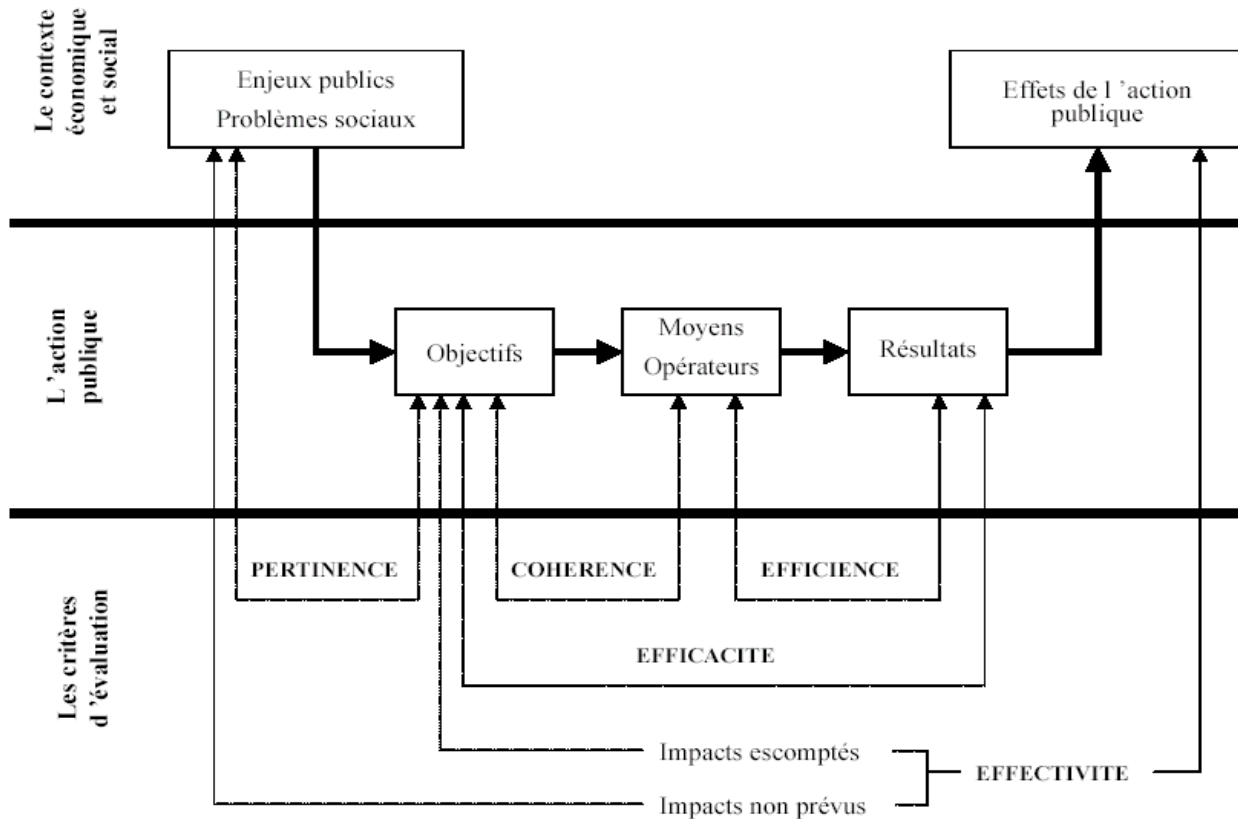 Le contexte
économique
et social
Enjeux publics
Problèmes sociaux
Effets de l ’action
publique
L ’action
publique
Objectifs
Moyens
Opérateurs
Résultats
Les critères
d ’évaluation
PERTINENCE
COHERENCE
EFFICIENCE
EFFICACITE
Impacts escomptés
EFFECTIVITE
Impacts non prévus